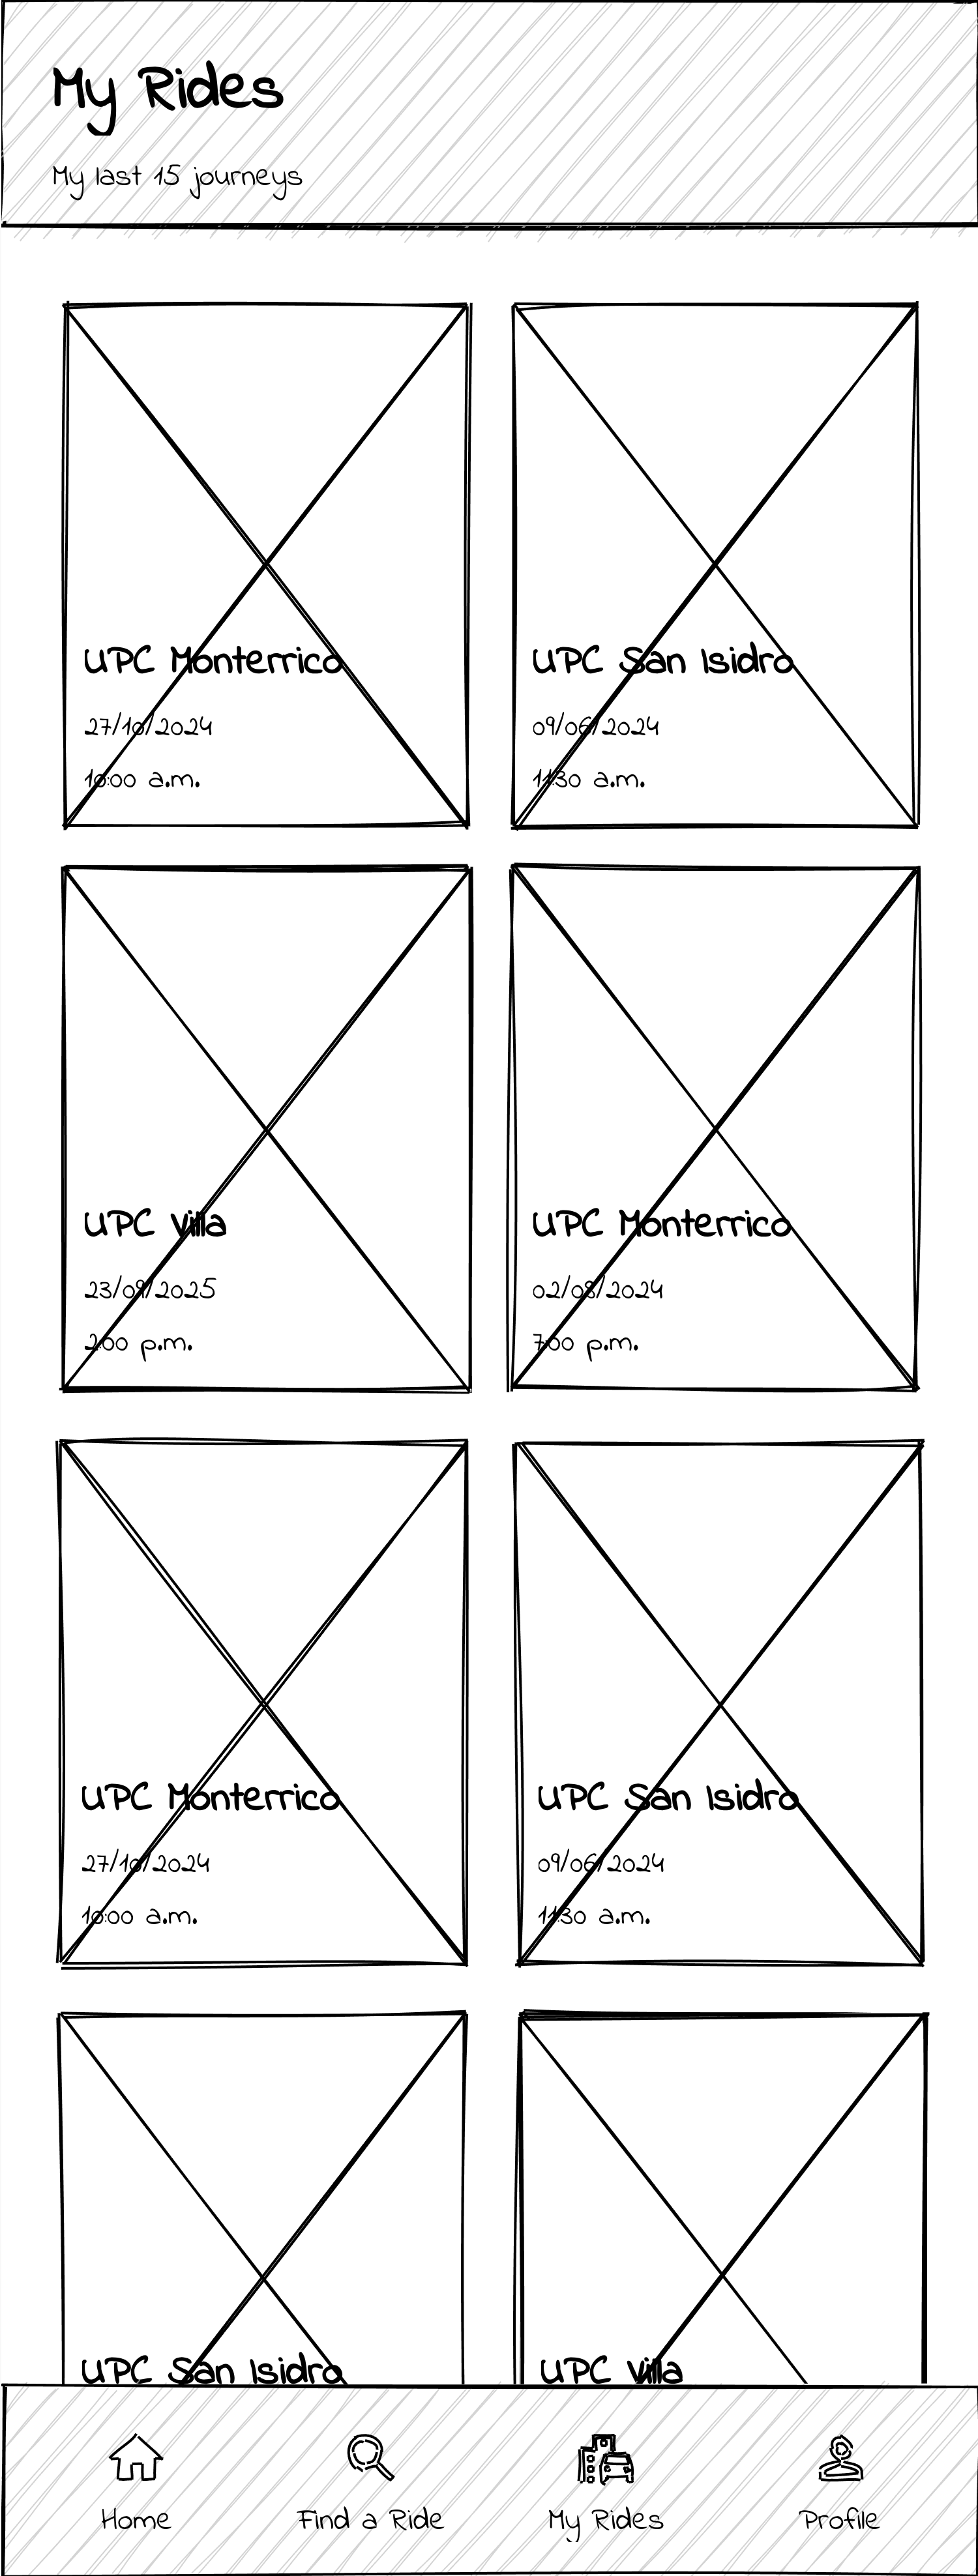 My Rides
My last 15 journeys
UPC Monterrico
27/10/2024
10:00 a.m.
UPC San Isidro
09/06/2024
11:30 a.m.
UPC Villa
23/09/2025
2:00 p.m.
UPC Monterrico
02/08/2024
7:00 p.m.
UPC Monterrico
27/10/2024
10:00 a.m.
UPC San Isidro
09/06/2024
11:30 a.m.
UPC San Isidro
UPC Villa
Home
Find a Ride
My Rides
Profile